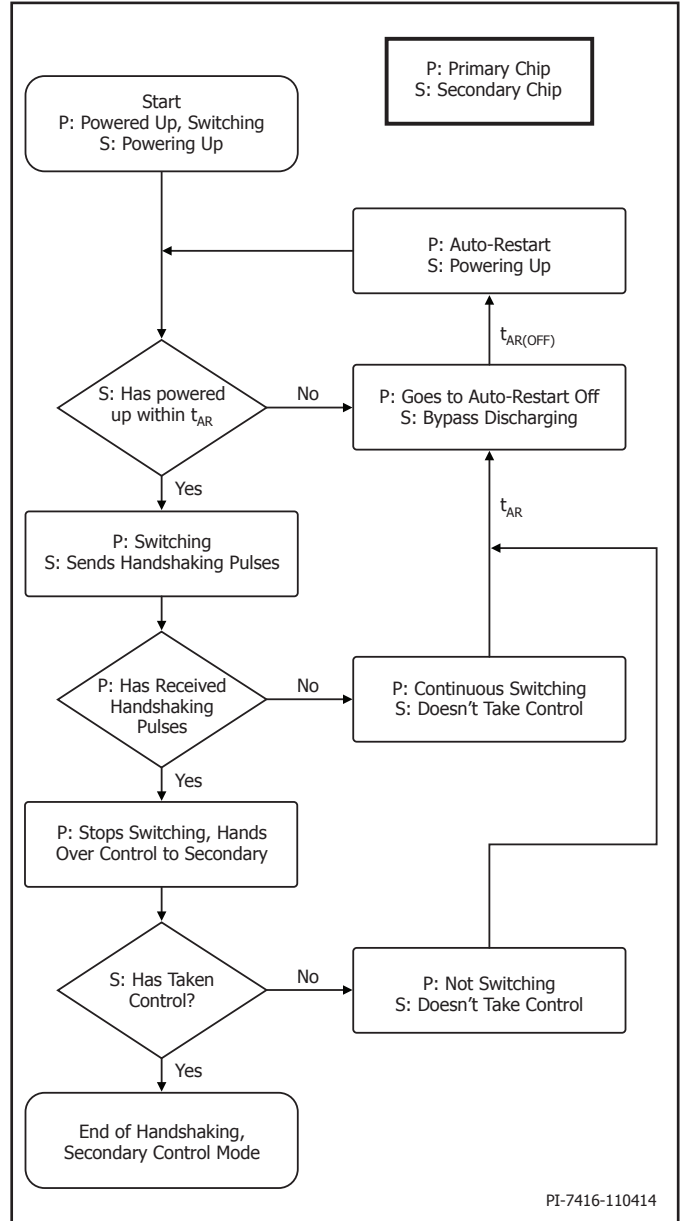 P: Primary Chip
S: Secondary Chip
Start
P: Powered Up, Switching
S: Powering Up
P: Auto-Restart
S: Powering Up
tAR(OFF)
S: Has powered
up within tAR
No
P: Goes to Auto-Restart Off
S: Bypass Discharging
Yes
tAR
P: Switching
S: Sends Handshaking Pulses
P: Has Received
Handshaking
Pulses
No
P: Continuous Switching
S: Doesn't Take Control
Yes
P: Stops Switching, Hands
Over Control to Secondary
S: Has Taken
Control?
No
P: Not Switching
S: Doesn't Take Control
Yes
End of Handshaking,
Secondary Control Mode
PI-7416-110414